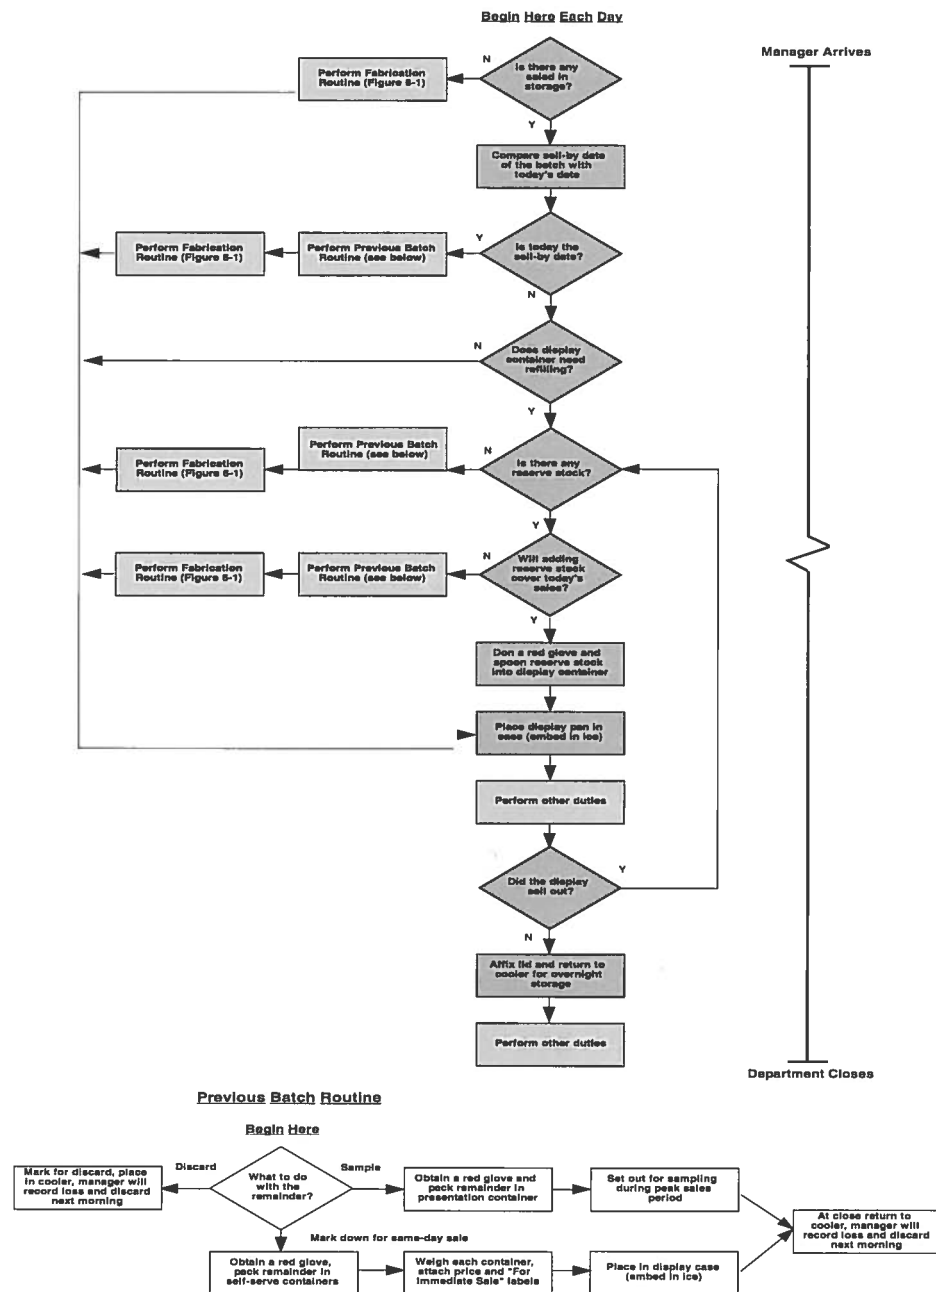 Begin Here Each Day
Manager Arrives
N
Is there any
salad in
storage?
Perform Fabrication
Routine (Figure 6-1)
Y
Compare sell-by date
of the batch with
today's date
Y
Is today the
sell-by date?
Perform Previous Batch
Routine (see below)
Perform Fabrication
Routine (Figure 6-1)
N
N
Does display
container need
refilling?
Y
N
Is there any
reserve stock?
Perform Previous Batch
Routine (see below)
Perform Fabrication
Routine (Figure 6-1)
Y
N
Will adding
reserve stock
cover today's
sales?
Perform Previous Batch
Routine (see below)
Perform Fabrication
Routine (Figure 6-1)
Y
Don a red glove and
spoon reserve stock
into display container
Place display pan in
case (embed in ice)
Perform other duties
Did the display
sell out?
Y
N
Affix lid and return to
cooler for overnight
storage
Perform other duties
Department Closes
Previous Batch Routine
Begin Here
What to do
with the
remainder?
Discard
Mark for discard, place
in cooler, manager will
record loss and discard
next morning
Sample
Obtain a red glove and
pack remainder in
presentation container
Set out for sampling
during peak sales
period
At close return to
cooler, manager will
record loss and discard
next morning
Mark down for same-day sale
Obtain a red glove,
pack remainder in
self-serve containers
Weigh each container,
attach price and "For
Immediate Sale" labels
Place in display case
(embed in ice)